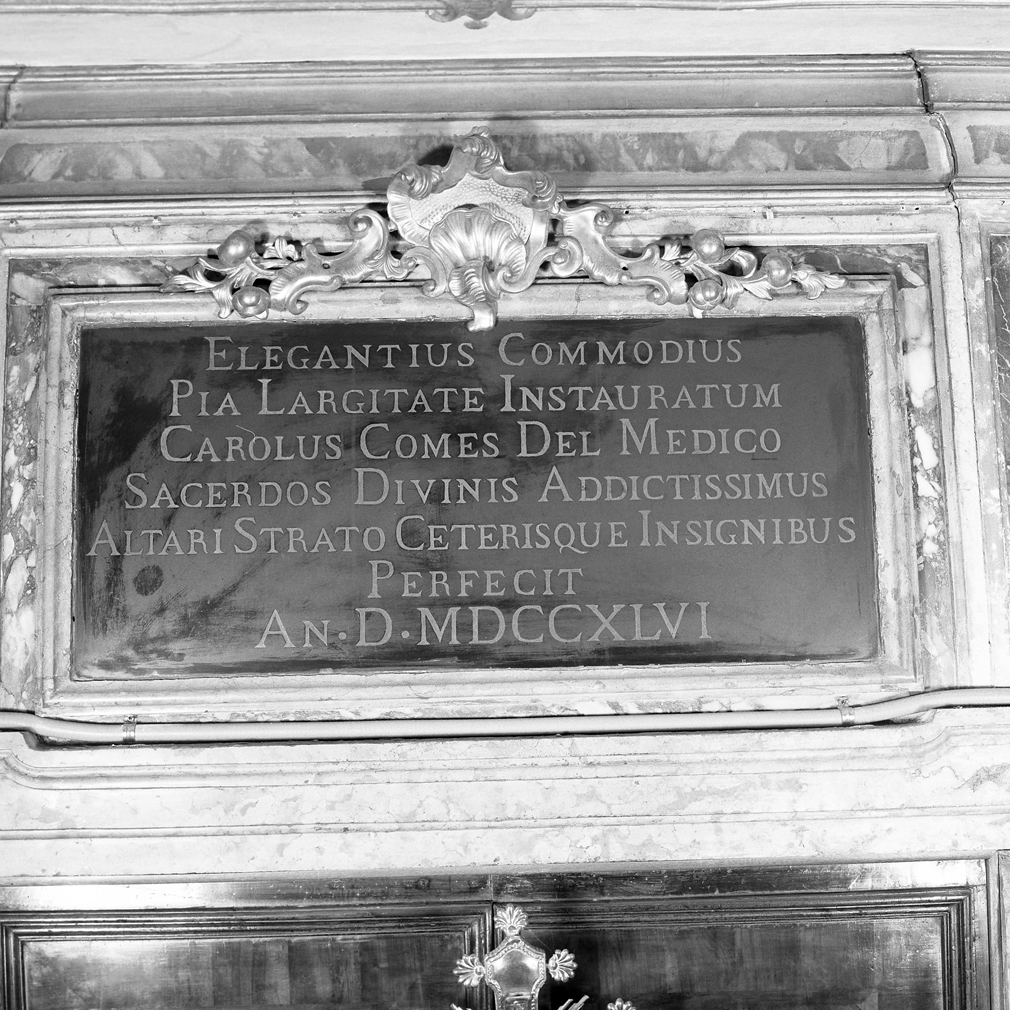 ELEGANTIUS COMMODIUS
PIA LARGITATE INSTAURATUM
CAROLUS COMES DEL MEDICO
SACERDOS DIVINIS ADDICTISSIMUS
ALTARI STRATO CETERISQUE INSIGNIBUS
PERFECIT
AN·D·MDCCXLVI